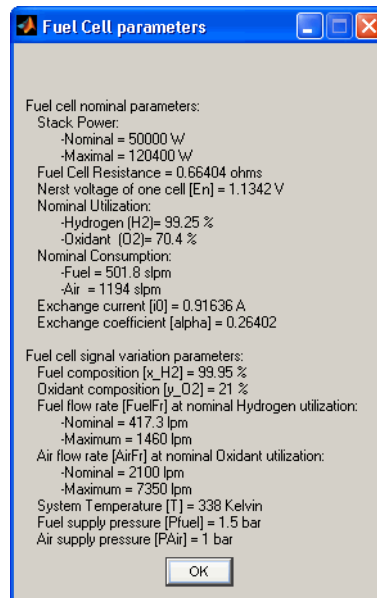 Fuel Cell parameters
Fuel cell nominal parameters:
Stack Power:
-Nominal = 50000 W
-Maximal = 120400 W
Fuel Cell Resistance = 0.66404 ohms
Nerst voltage of one cell [En] = 1.1342 V
Nominal Utilization:
-Hydrogen (H2)= 99.25 %
-Oxidant (O2)= 70.4 %
Nominal Consumption:
-Fuel = 501.8 slpm
-Air = 1194 slpm
Exchange current [i0] = 0.91636 A
Exchange coefficient [alpha] = 0.26402
Fuel cell signal variation parameters:
Fuel composition [x_H2] = 99.95 %
Oxidant composition [y_O2] = 21 %
Fuel flow rate [FuelFr] at nominal Hydrogen utilization:
-Nominal = 417.3 lpm
-Maximum = 1460 lpm
Air flow rate [AirFr] at nominal Oxidant utilization:
-Nominal = 2100 lpm
-Maximum = 7350 lpm
System Temperature [T] = 338 Kelvin
Fuel supply pressure [Pfuel] = 1.5 bar
Air supply pressure [PAir] = 1 bar
OK